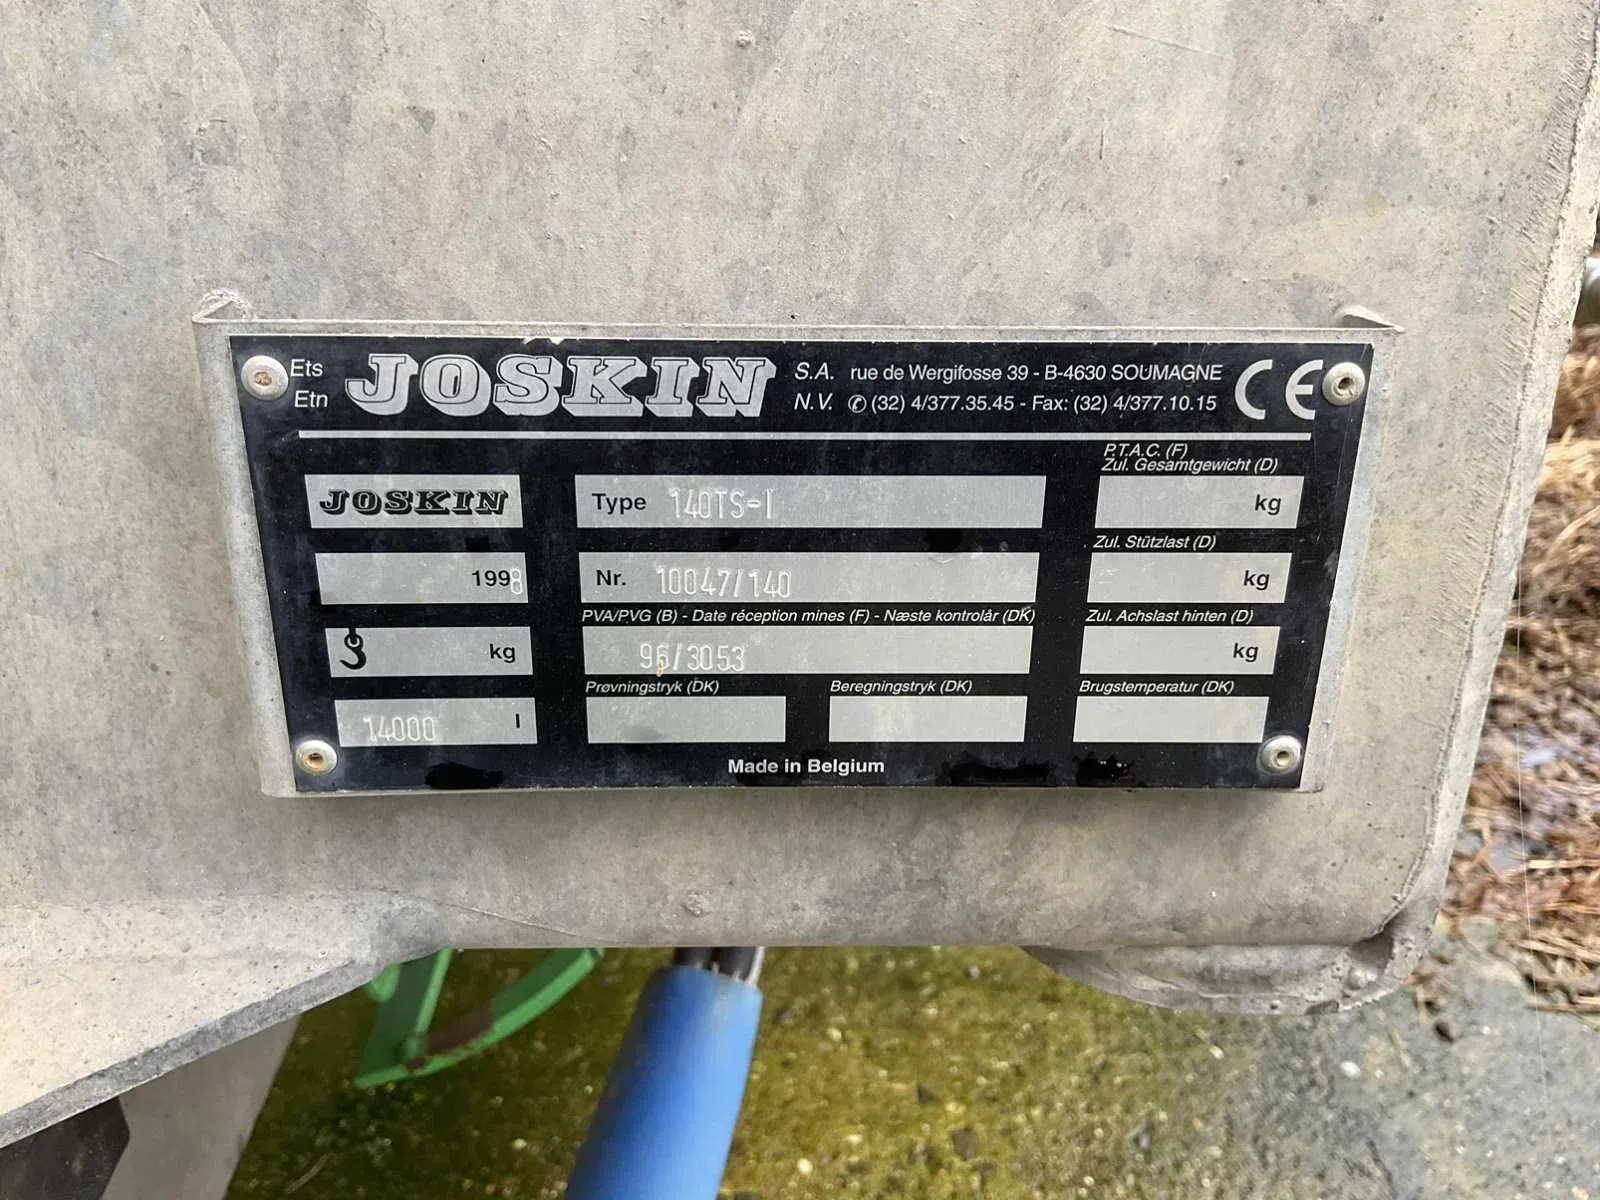 Ets JOSKIN S.A. rue de Wergifosse 39 - B-4630 SOUMAGNE CE
Etn N.V. ✆ (32) 4/377.35.45 - Fax: (32) 4/377.10.15
P.T.A.C. (F)
Zul. Gesamtgewicht (D)
JOSKIN Type 140TS-I kg
Zul. Stützlast (D)
1998 Nr. 10047/140 kg
PVA/PVG (B) - Date réception mines (F) - Næste kontrolår (DK) Zul. Achslast hinten (D)
kg 96/3053 kg
Prøvningstryk (DK) Beregningstryk (DK) Brugstemperatur (DK)
14000 l
Made in Belgium